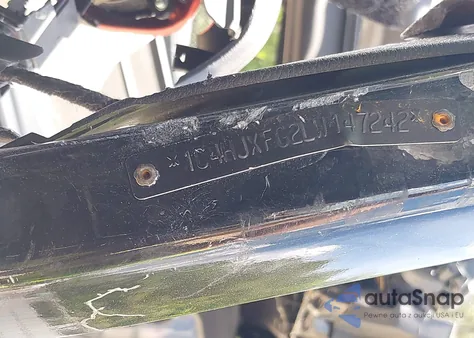 *1C4HJXFG2LW147242*
autoSnap
Pewne auta z aukcji USA i EU